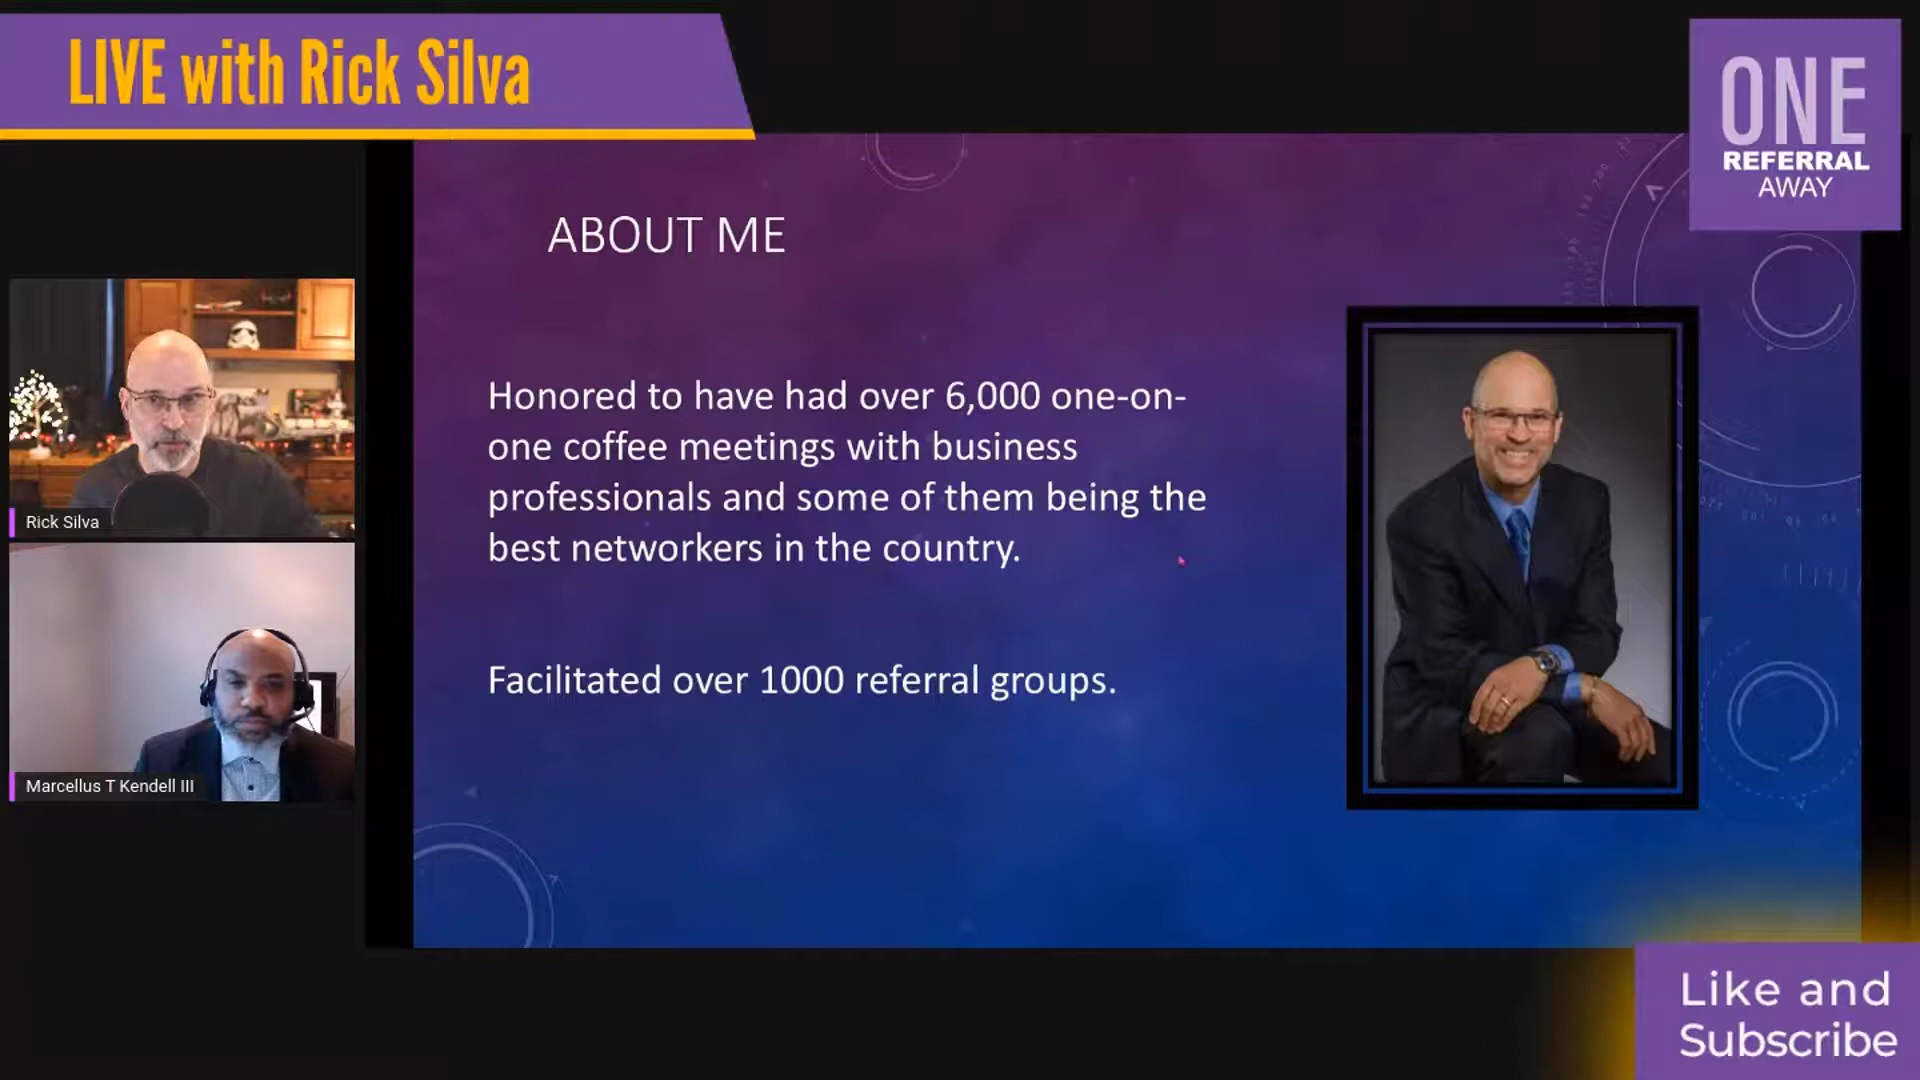 LIVE with Rick Silva
ONE
REFERRAL
AWAY
ABOUT ME
Honored to have had over 6,000 one-on-
one coffee meetings with business
professionals and some of them being the
best networkers in the country.
Facilitated over 1000 referral groups.
Rick Silva
Marcellus T Kendell III
Like and
Subscribe